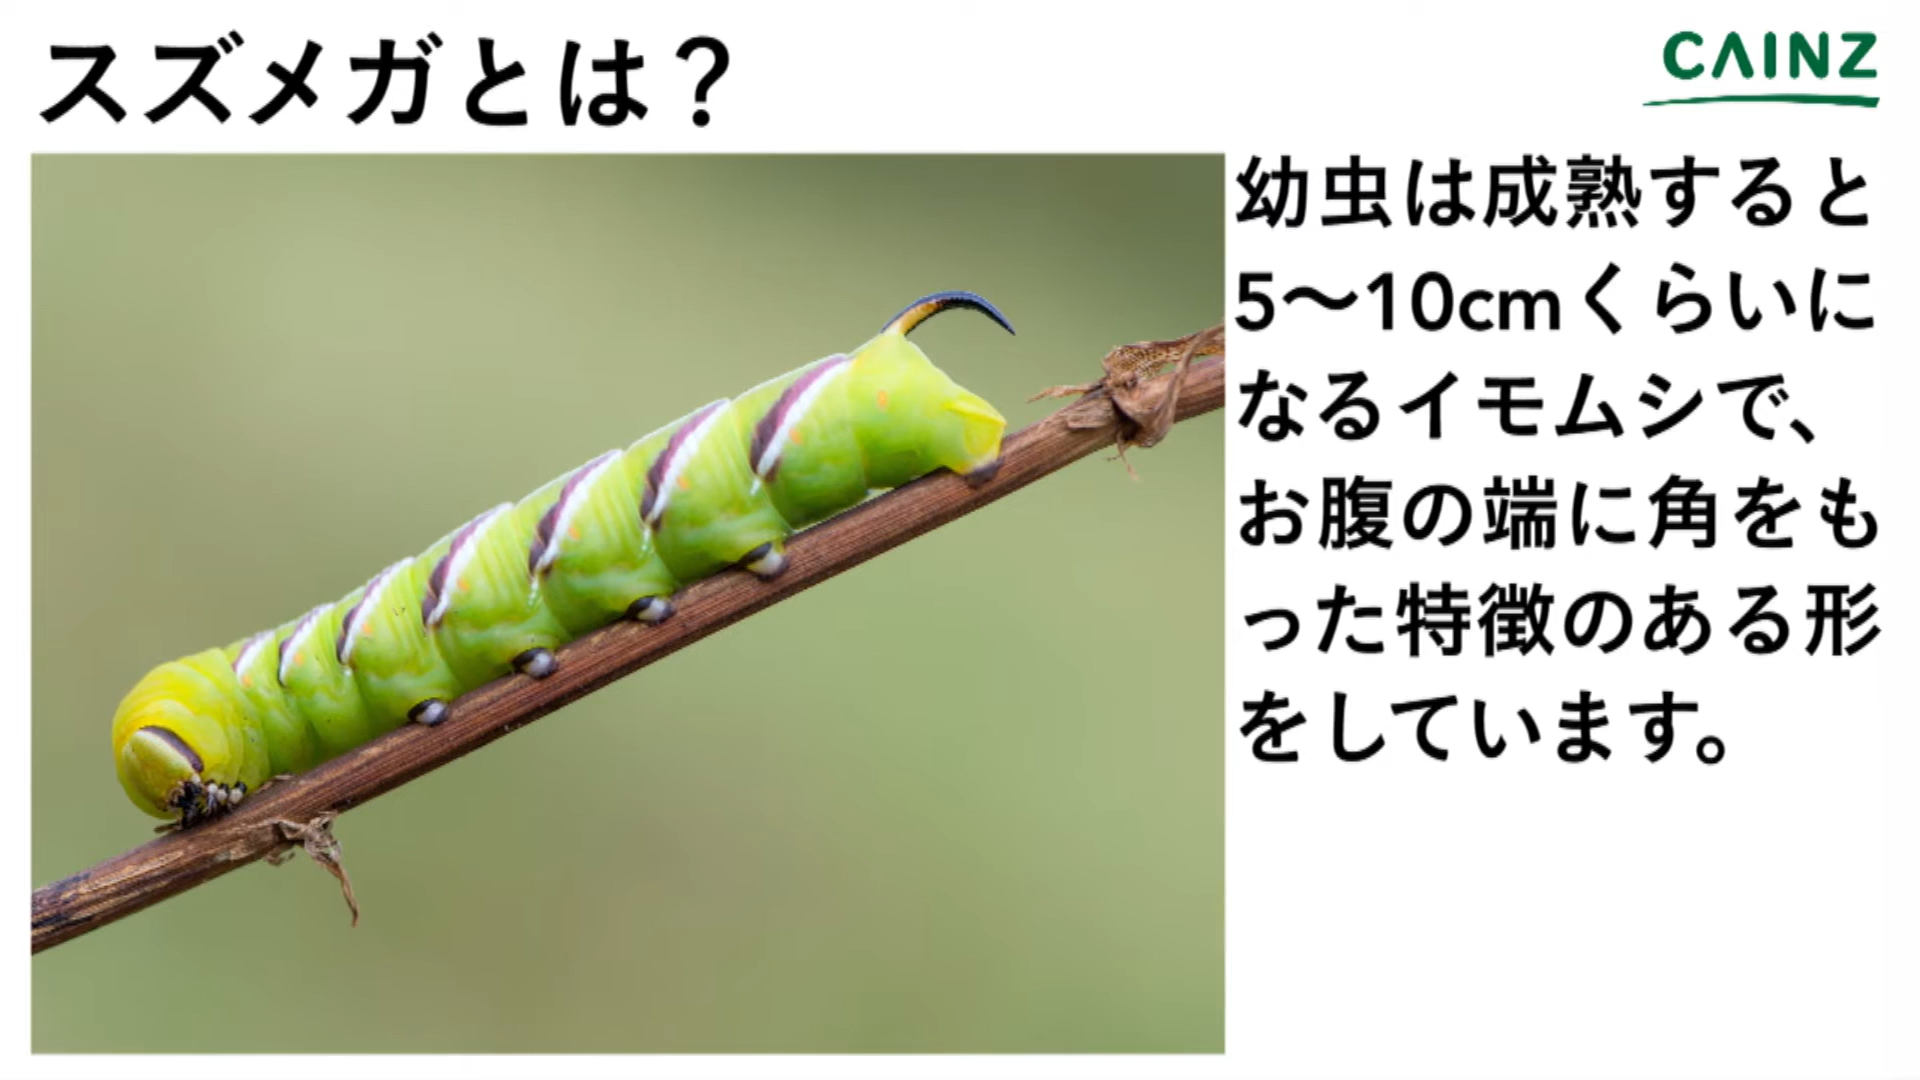 スズメガとは？
CAINZ
幼虫は成熟すると
5〜10cmくらいに
なるイモムシで、
お腹の端に角をも
った特徴のある形
をしています。